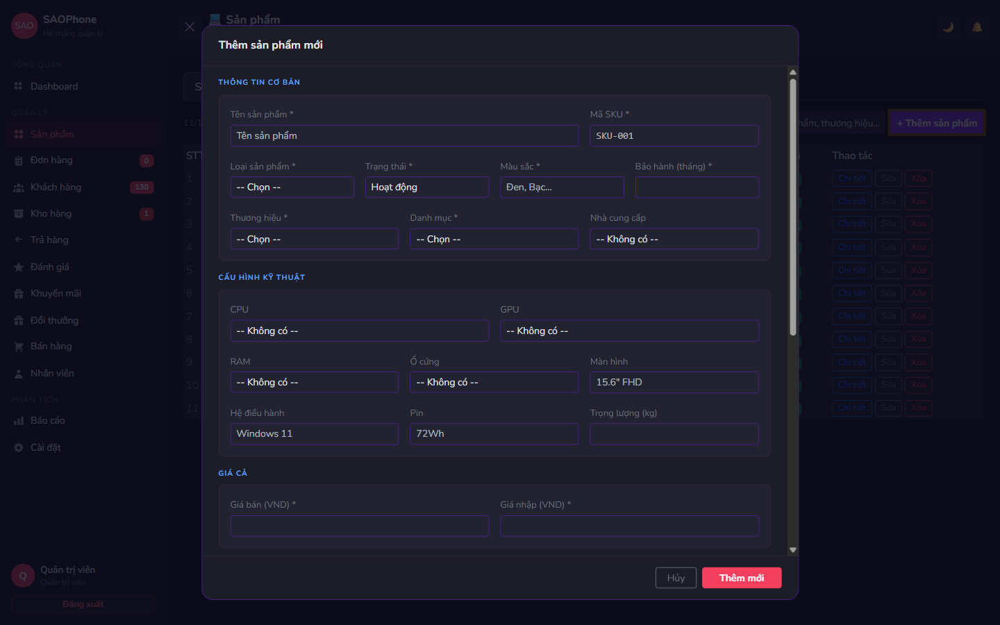 SAO
SAOPhone
Hệ thống quản lý
TỔNG QUAN
Dashboard
QUẢN LÝ
Sản phẩm
Đơn hàng 0
Khách hàng 130
Kho hàng 1
Trả hàng
Đánh giá
Khuyến mãi
Đổi thưởng
Bán hàng
Nhân viên
PHÂN TÍCH
Báo cáo
Cài đặt
Q
Quản trị viên
Quản trị viên
Đăng xuất
Sản phẩm
+ Thêm sản phẩm
thương hiệu...
Thao tác
1 Chi tiết Sửa Xóa
2 Chi tiết Sửa Xóa
3 Chi tiết Sửa Xóa
4 Chi tiết Sửa Xóa
5 Chi tiết Sửa Xóa
6 Chi tiết Sửa Xóa
7 Chi tiết Sửa Xóa
8 Chi tiết Sửa Xóa
9 Chi tiết Sửa Xóa
10 Chi tiết Sửa Xóa
11 Chi tiết Sửa Xóa
Thêm sản phẩm mới
THÔNG TIN CƠ BẢN
Tên sản phẩm * Mã SKU *
Tên sản phẩm SKU-001
Loại sản phẩm * Trạng thái * Màu sắc * Bảo hành (tháng) *
-- Chọn -- Hoạt động Đen, Bạc...
Thương hiệu * Danh mục * Nhà cung cấp
-- Chọn -- -- Chọn -- -- Không có --
CẤU HÌNH KỸ THUẬT
CPU GPU
-- Không có -- -- Không có --
RAM Ổ cứng Màn hình
-- Không có -- -- Không có -- 15.6" FHD
Hệ điều hành Pin Trọng lượng (kg)
Windows 11 72Wh
GIÁ CẢ
Giá bán (VND) * Giá nhập (VND) *
Hủy Thêm mới